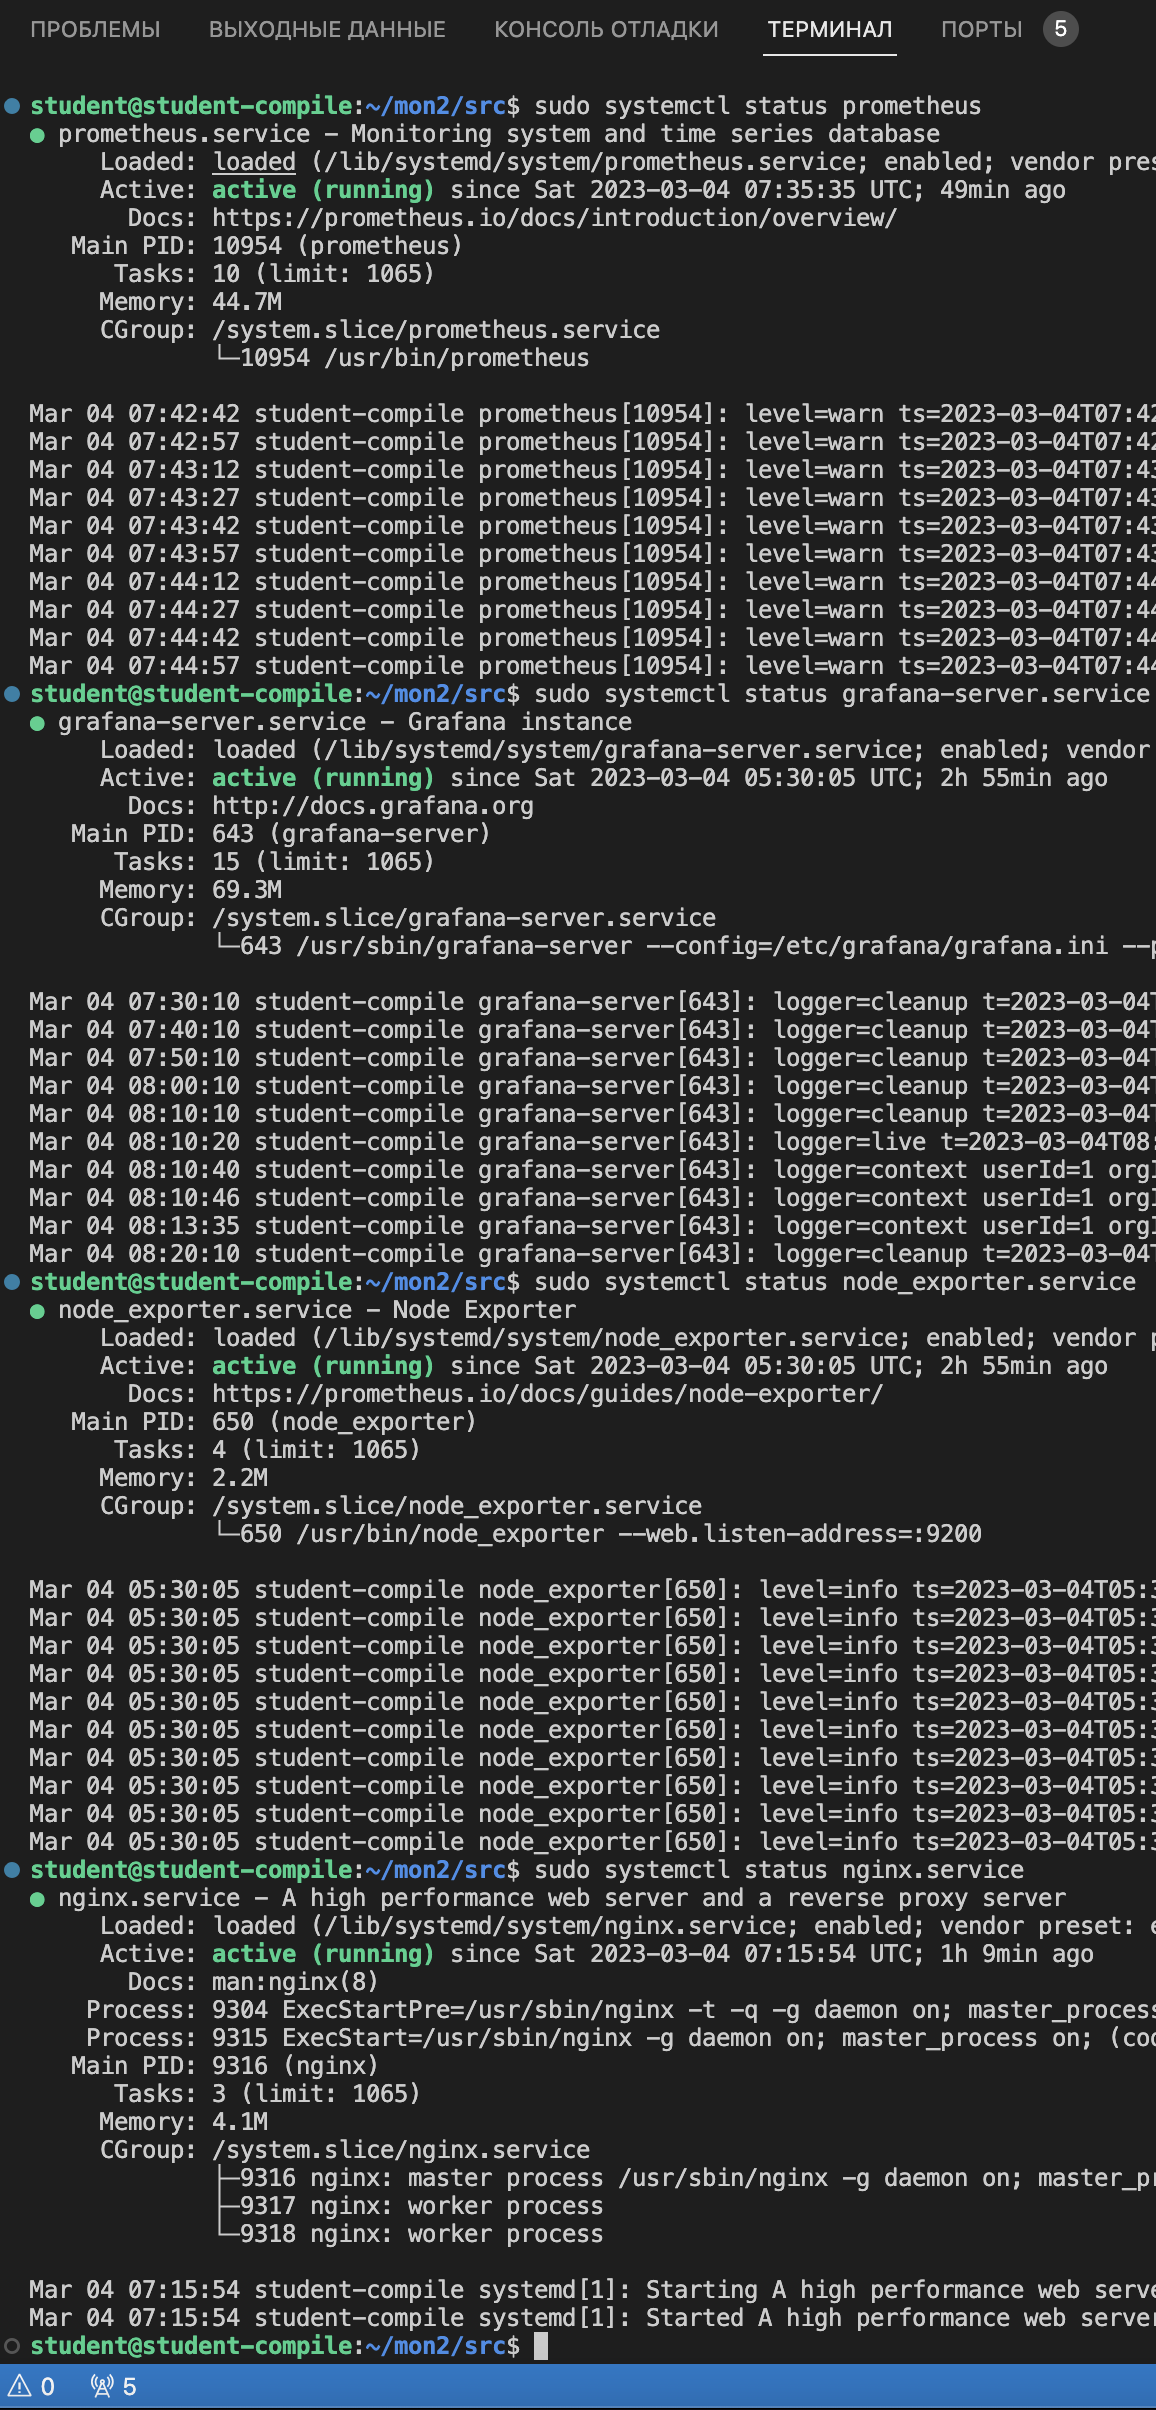 ПРОБЛЕМЫ ВЫХОДНЫЕ ДАННЫЕ КОНСОЛЬ ОТЛАДКИ ТЕРМИНАЛ ПОРТЫ 5
student@student-compile:~/mon2/src$ sudo systemctl status prometheus
● prometheus.service - Monitoring system and time series database
Loaded: loaded (/lib/systemd/system/prometheus.service; enabled; vendor pres
Active: active (running) since Sat 2023-03-04 07:35:35 UTC; 49min ago
Docs: https://prometheus.io/docs/introduction/overview/
Main PID: 10954 (prometheus)
Tasks: 10 (limit: 1065)
Memory: 44.7M
CGroup: /system.slice/prometheus.service
└─10954 /usr/bin/prometheus
Mar 04 07:42:42 student-compile prometheus[10954]: level=warn ts=2023-03-04T07:42
Mar 04 07:42:57 student-compile prometheus[10954]: level=warn ts=2023-03-04T07:42
Mar 04 07:43:12 student-compile prometheus[10954]: level=warn ts=2023-03-04T07:43
Mar 04 07:43:27 student-compile prometheus[10954]: level=warn ts=2023-03-04T07:43
Mar 04 07:43:42 student-compile prometheus[10954]: level=warn ts=2023-03-04T07:43
Mar 04 07:43:57 student-compile prometheus[10954]: level=warn ts=2023-03-04T07:43
Mar 04 07:44:12 student-compile prometheus[10954]: level=warn ts=2023-03-04T07:44
Mar 04 07:44:27 student-compile prometheus[10954]: level=warn ts=2023-03-04T07:44
Mar 04 07:44:42 student-compile prometheus[10954]: level=warn ts=2023-03-04T07:44
Mar 04 07:44:57 student-compile prometheus[10954]: level=warn ts=2023-03-04T07:44
student@student-compile:~/mon2/src$ sudo systemctl status grafana-server.service
● grafana-server.service - Grafana instance
Loaded: loaded (/lib/systemd/system/grafana-server.service; enabled; vendor
Active: active (running) since Sat 2023-03-04 05:30:05 UTC; 2h 55min ago
Docs: http://docs.grafana.org
Main PID: 643 (grafana-server)
Tasks: 15 (limit: 1065)
Memory: 69.3M
CGroup: /system.slice/grafana-server.service
└─643 /usr/sbin/grafana-server --config=/etc/grafana/grafana.ini --p
Mar 04 07:30:10 student-compile grafana-server[643]: logger=cleanup t=2023-03-04T
Mar 04 07:40:10 student-compile grafana-server[643]: logger=cleanup t=2023-03-04T
Mar 04 07:50:10 student-compile grafana-server[643]: logger=cleanup t=2023-03-04T
Mar 04 08:00:10 student-compile grafana-server[643]: logger=cleanup t=2023-03-04T
Mar 04 08:10:10 student-compile grafana-server[643]: logger=cleanup t=2023-03-04T
Mar 04 08:10:20 student-compile grafana-server[643]: logger=live t=2023-03-04T08:
Mar 04 08:10:40 student-compile grafana-server[643]: logger=context userId=1 orgI
Mar 04 08:10:46 student-compile grafana-server[643]: logger=context userId=1 orgI
Mar 04 08:13:35 student-compile grafana-server[643]: logger=context userId=1 orgI
Mar 04 08:20:10 student-compile grafana-server[643]: logger=cleanup t=2023-03-04T
student@student-compile:~/mon2/src$ sudo systemctl status node_exporter.service
● node_exporter.service - Node Exporter
Loaded: loaded (/lib/systemd/system/node_exporter.service; enabled; vendor p
Active: active (running) since Sat 2023-03-04 05:30:05 UTC; 2h 55min ago
Docs: https://prometheus.io/docs/guides/node-exporter/
Main PID: 650 (node_exporter)
Tasks: 4 (limit: 1065)
Memory: 2.2M
CGroup: /system.slice/node_exporter.service
└─650 /usr/bin/node_exporter --web.listen-address=:9200
Mar 04 05:30:05 student-compile node_exporter[650]: level=info ts=2023-03-04T05:3
Mar 04 05:30:05 student-compile node_exporter[650]: level=info ts=2023-03-04T05:3
Mar 04 05:30:05 student-compile node_exporter[650]: level=info ts=2023-03-04T05:3
Mar 04 05:30:05 student-compile node_exporter[650]: level=info ts=2023-03-04T05:3
Mar 04 05:30:05 student-compile node_exporter[650]: level=info ts=2023-03-04T05:3
Mar 04 05:30:05 student-compile node_exporter[650]: level=info ts=2023-03-04T05:3
Mar 04 05:30:05 student-compile node_exporter[650]: level=info ts=2023-03-04T05:3
Mar 04 05:30:05 student-compile node_exporter[650]: level=info ts=2023-03-04T05:3
Mar 04 05:30:05 student-compile node_exporter[650]: level=info ts=2023-03-04T05:3
Mar 04 05:30:05 student-compile node_exporter[650]: level=info ts=2023-03-04T05:3
student@student-compile:~/mon2/src$ sudo systemctl status nginx.service
● nginx.service - A high performance web server and a reverse proxy server
Loaded: loaded (/lib/systemd/system/nginx.service; enabled; vendor preset: e
Active: active (running) since Sat 2023-03-04 07:15:54 UTC; 1h 9min ago
Docs: man:nginx(8)
Process: 9304 ExecStartPre=/usr/sbin/nginx -t -q -g daemon on; master_process
Process: 9315 ExecStart=/usr/sbin/nginx -g daemon on; master_process on; (cod
Main PID: 9316 (nginx)
Tasks: 3 (limit: 1065)
Memory: 4.1M
CGroup: /system.slice/nginx.service
├─9316 nginx: master process /usr/sbin/nginx -g daemon on; master_pr
├─9317 nginx: worker process
└─9318 nginx: worker process
Mar 04 07:15:54 student-compile systemd[1]: Starting A high performance web serve
Mar 04 07:15:54 student-compile systemd[1]: Started A high performance web server
student@student-compile:~/mon2/src$
0 5